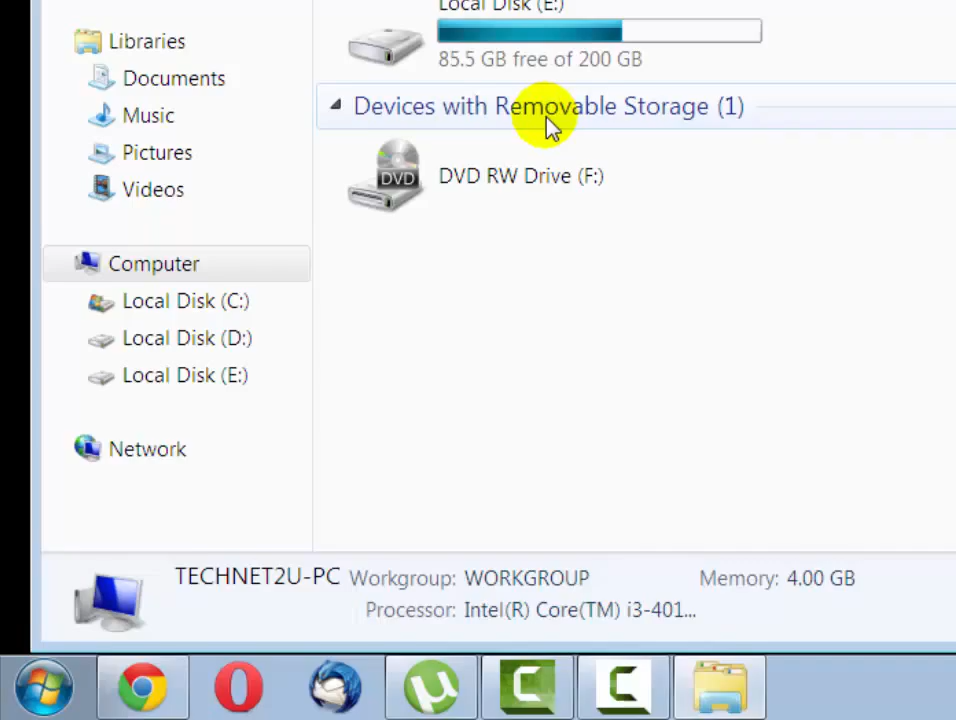 Local Disk (E:)
85.5 GB free of 200 GB
Devices with Removable Storage (1)
DVD
DVD RW Drive (F:)
Libraries
Documents
Music
Pictures
Videos
Computer
Local Disk (C:)
Local Disk (D:)
Local Disk (E:)
Network
TECHNET2U-PC Workgroup: WORKGROUP Memory: 4.00 GB
Processor: Intel(R) Core(TM) i3-401...